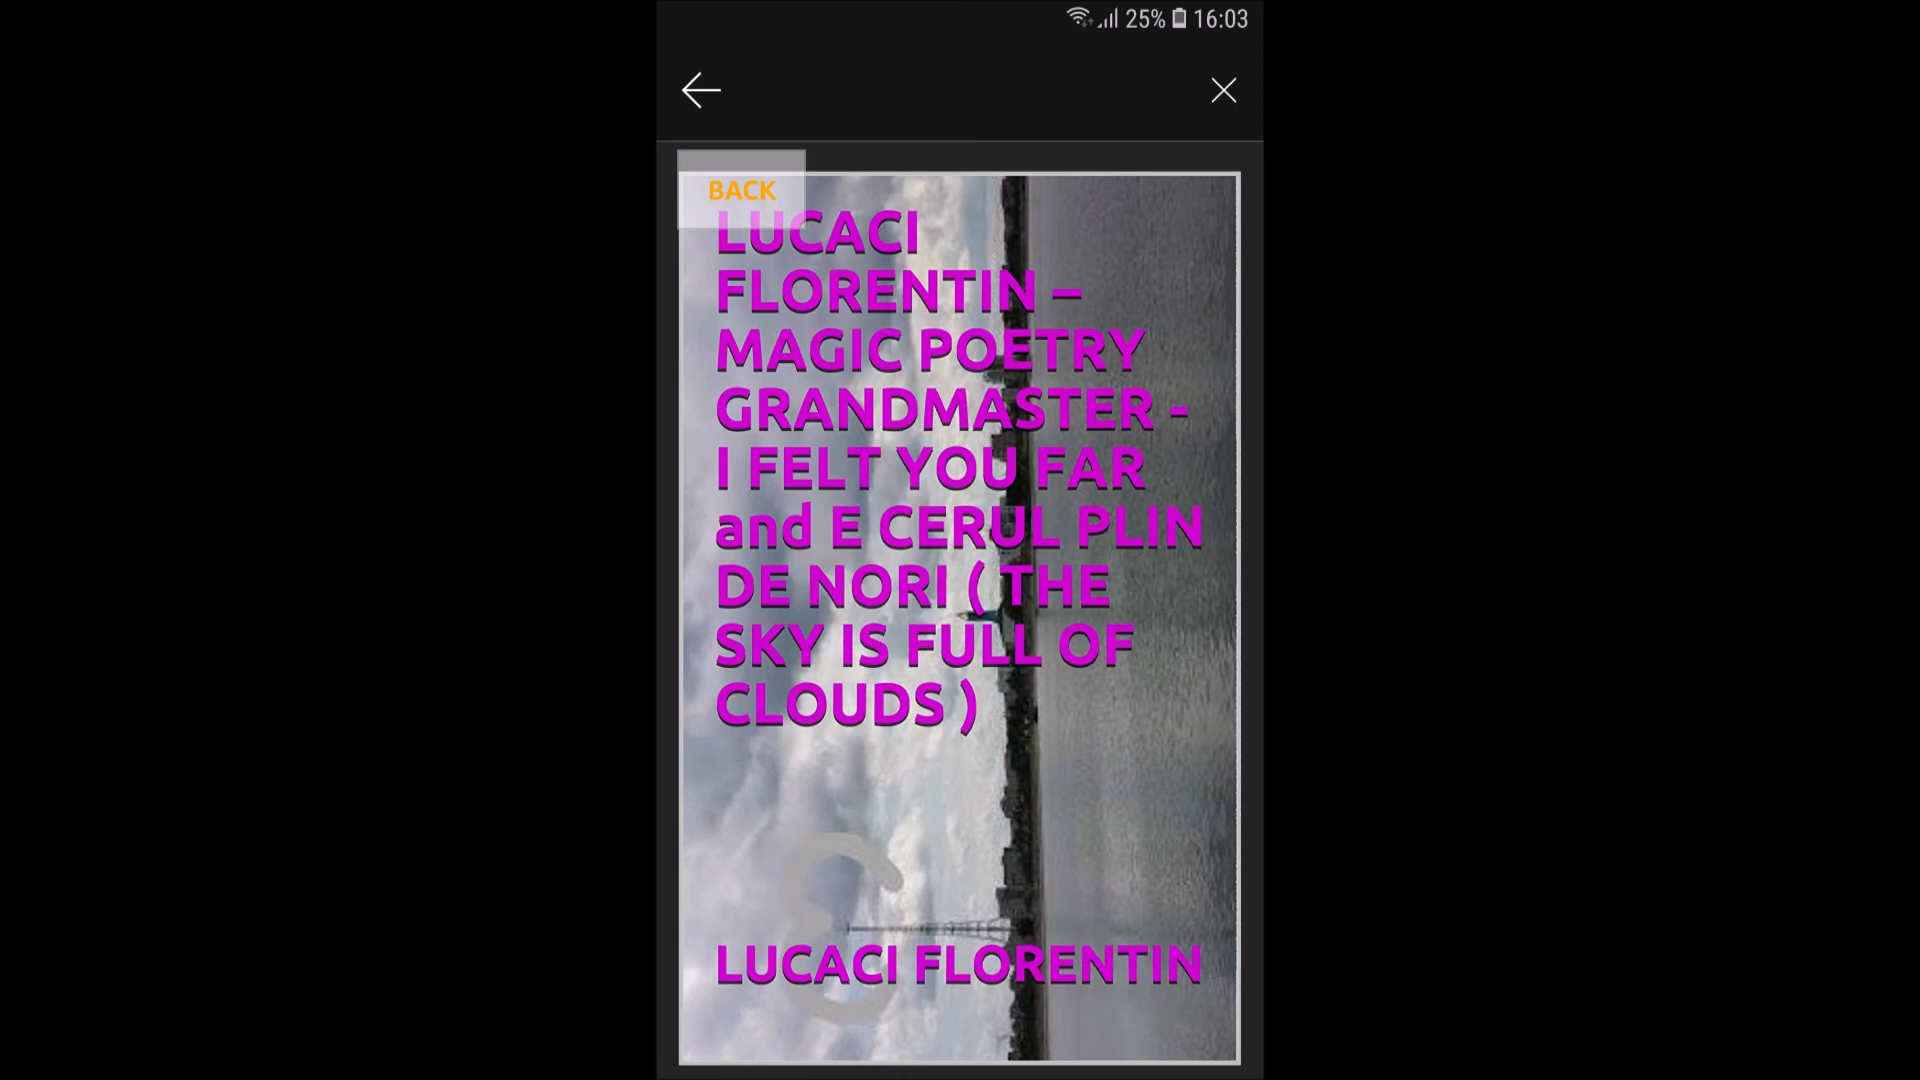 25% 16:03
BACK
LUCACI
FLORENTIN –
MAGIC POETRY
GRANDMASTER -
I FELT YOU FAR
and E CERUL PLIN
DE NORI ( THE
SKY IS FULL OF
CLOUDS )
LUCACI FLORENTIN